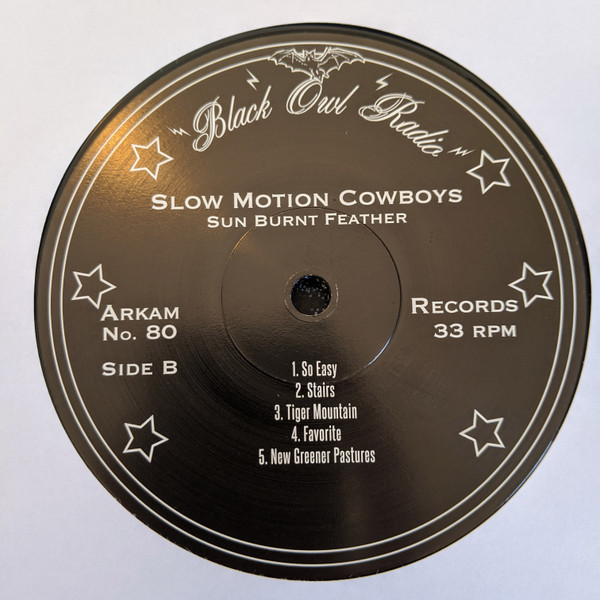 Black Owl Radio
SLOW MOTION COWBOYS
SUN BURNT FEATHER
ARKAM
NO. 80
RECORDS
33 RPM
SIDE B
1. So Easy
2. Stairs
3. Tiger Mountain
4. Favorite
5. New Greener Pastures